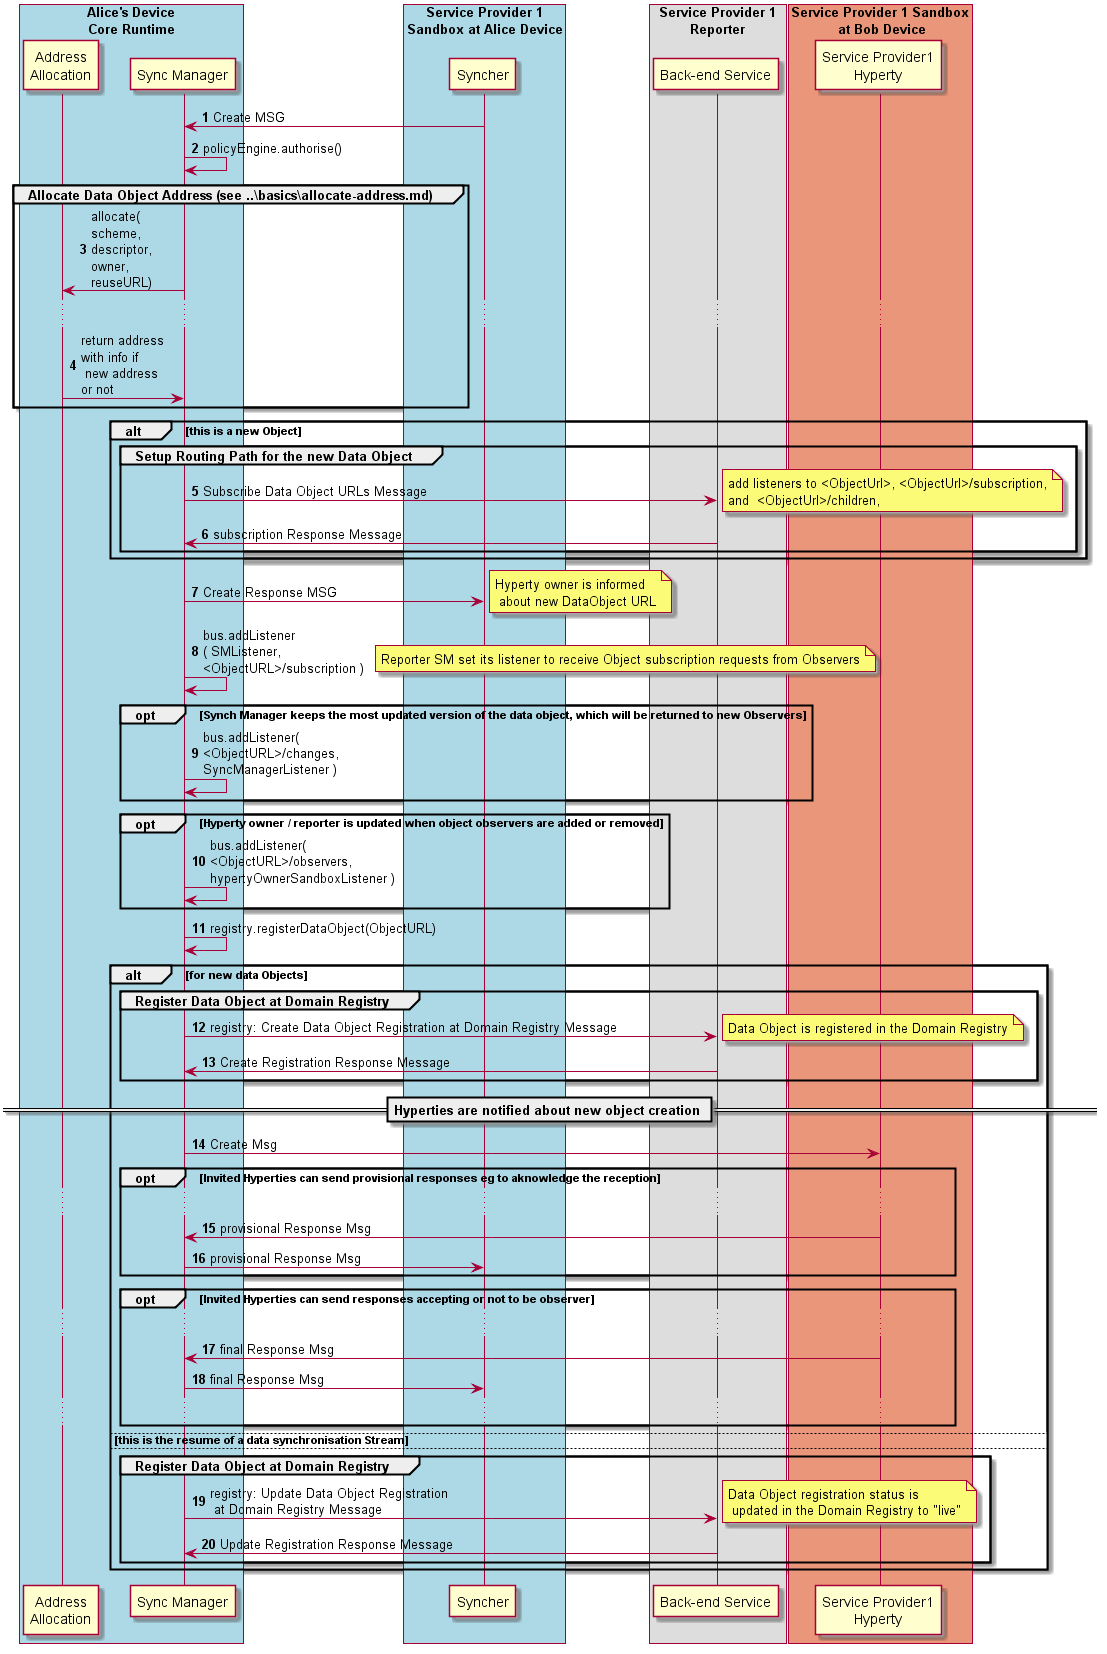 Alice's Device
Core Runtime
Service Provider 1
Sandbox at Alice Device
Service Provider 1
Reporter
Service Provider 1 Sandbox
at Bob Device
Address
Allocation
Sync Manager
Syncher
Back-end Service
Service Provider1
Hyperty
1 Create MSG
2 policyEngine.authorise()
Allocate Data Object Address (see ..\basics\allocate-address.md)
allocate(
scheme,
3 descriptor,
owner,
reuseURL)
return address
with info if
4 new address
or not
alt [this is a new Object]
Setup Routing Path for the new Data Object
5 Subscribe Data Object URLs Message
add listeners to <ObjectUrl>, <ObjectUrl>/subscription,
and <ObjectUrl>/children,
6 subscription Response Message
7 Create Response MSG
Hyperty owner is informed
about new DataObject URL
bus.addListener
8 ( SMListener,
<ObjectURL>/subscription )
Reporter SM set its listener to receive Object subscription requests from Observers
opt [Synch Manager keeps the most updated version of the data object, which will be returned to new Observers]
bus.addListener(
9 <ObjectURL>/changes,
SyncManagerListener )
opt [Hyperty owner / reporter is updated when object observers are added or removed]
bus.addListener(
10 <ObjectURL>/observers,
hypertyOwnerSandboxListener )
11 registry.registerDataObject(ObjectURL)
alt [for new data Objects]
Register Data Object at Domain Registry
12 registry: Create Data Object Registration at Domain Registry Message
Data Object is registered in the Domain Registry
13 Create Registration Response Message
Hyperties are notified about new object creation
14 Create Msg
opt [Invited Hyperties can send provisional responses eg to aknowledge the reception]
15 provisional Response Msg
16 provisional Response Msg
opt [Invited Hyperties can send responses accepting or not to be observer]
17 final Response Msg
18 final Response Msg
[this is the resume of a data synchronisation Stream]
Register Data Object at Domain Registry
19 registry: Update Data Object Registration
at Domain Registry Message
Data Object registration status is
updated in the Domain Registry to "live"
20 Update Registration Response Message
Address
Allocation
Sync Manager
Syncher
Back-end Service
Service Provider1
Hyperty